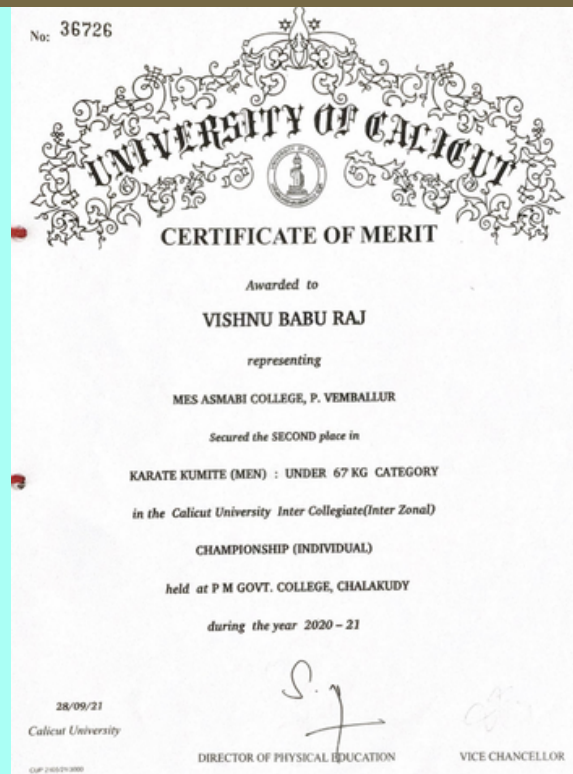 No: 36726
UNIVERSITY OF CALICUT
CERTIFICATE OF MERIT
Awarded to
VISHNU BABU RAJ
representing
MES ASMABI COLLEGE, P. VEMBALLUR
Secured the SECOND place in
KARATE KUMITE (MEN) : UNDER 67 KG CATEGORY
in the Calicut University Inter Collegiate(Inter Zonal)
CHAMPIONSHIP (INDIVIDUAL)
held at P M GOVT. COLLEGE, CHALAKUDY
during the year 2020 – 21
28/09/21
Calicut University
DIRECTOR OF PHYSICAL EDUCATION
VICE CHANCELLOR